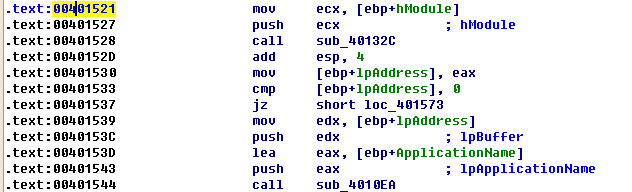 .text:00401521 mov ecx, [ebp+hModule]
.text:00401527 push ecx ; hModule
.text:00401528 call sub_40132C
.text:0040152D add esp, 4
.text:00401530 mov [ebp+lpAddress], eax
.text:00401533 cmp [ebp+lpAddress], 0
.text:00401537 jz short loc_401573
.text:00401539 mov edx, [ebp+lpAddress]
.text:0040153C push edx ; lpBuffer
.text:0040153D lea eax, [ebp+ApplicationName]
.text:00401543 push eax ; lpApplicationName
.text:00401544 call sub_4010EA